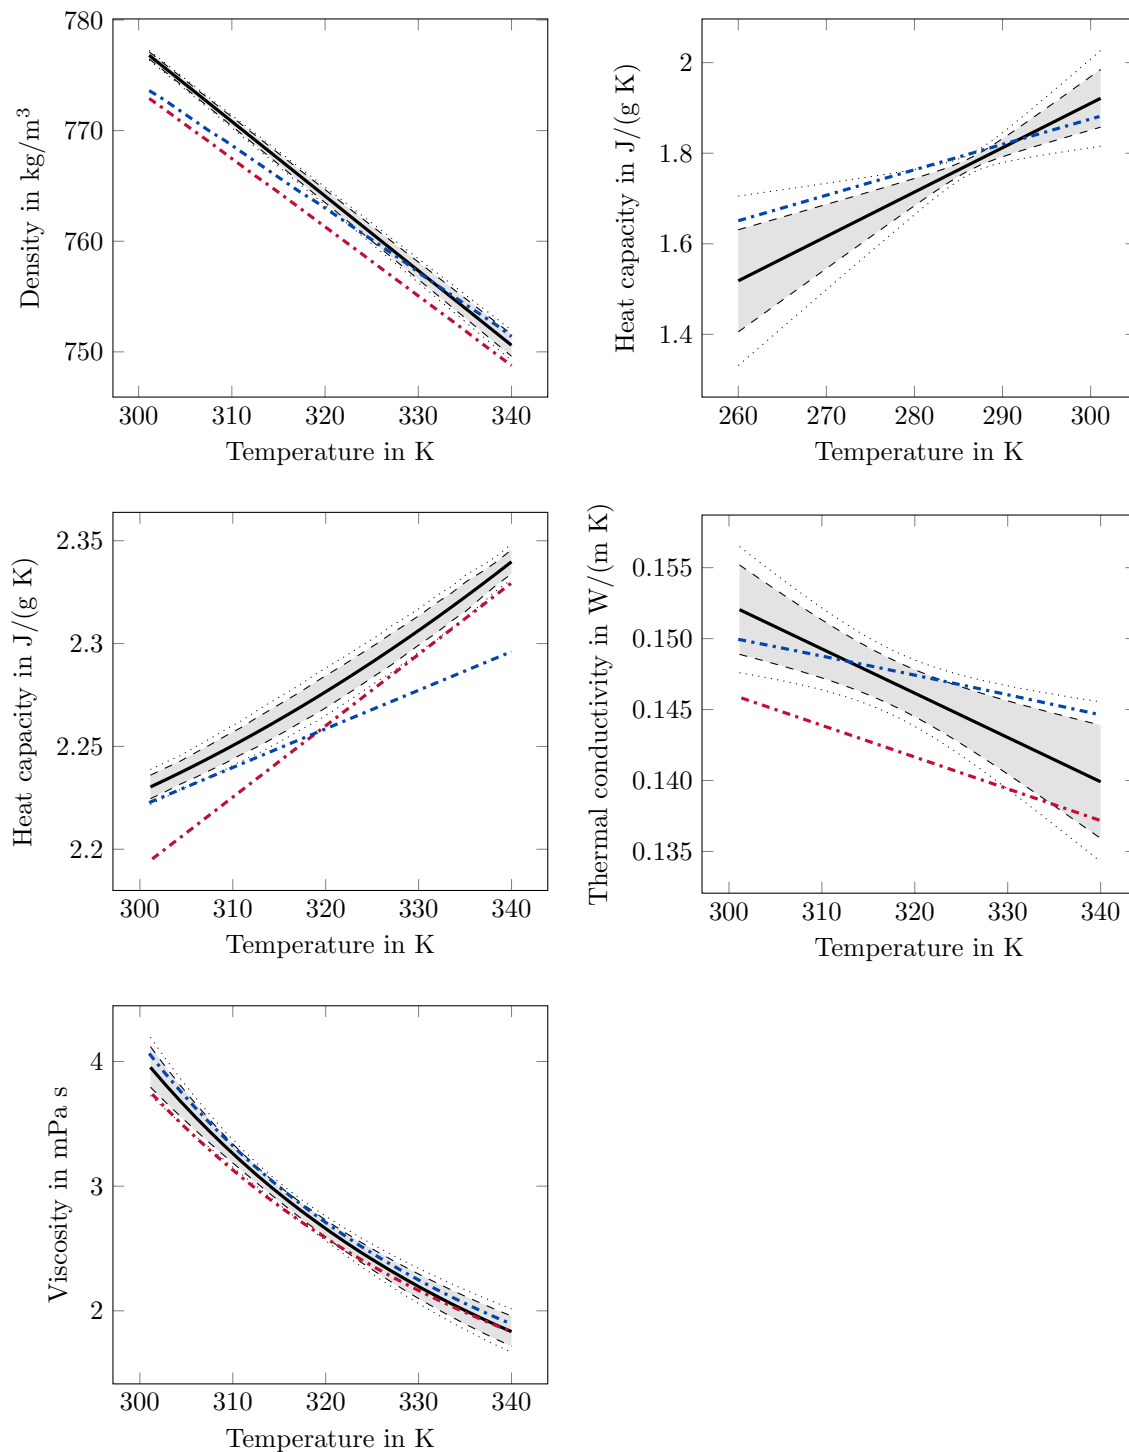 780
770
760
750
Density in kg/m³
300 310 320 330 340
Temperature in K
2
1.8
1.6
1.4
Heat capacity in J/(g K)
260 270 280 290 300
Temperature in K
2.35
2.3
2.25
2.2
Heat capacity in J/(g K)
300 310 320 330 340
Temperature in K
0.155
0.150
0.145
0.140
0.135
Thermal conductivity in W/(m K)
300 310 320 330 340
Temperature in K
4
3
2
Viscosity in mPa s
300 310 320 330 340
Temperature in K